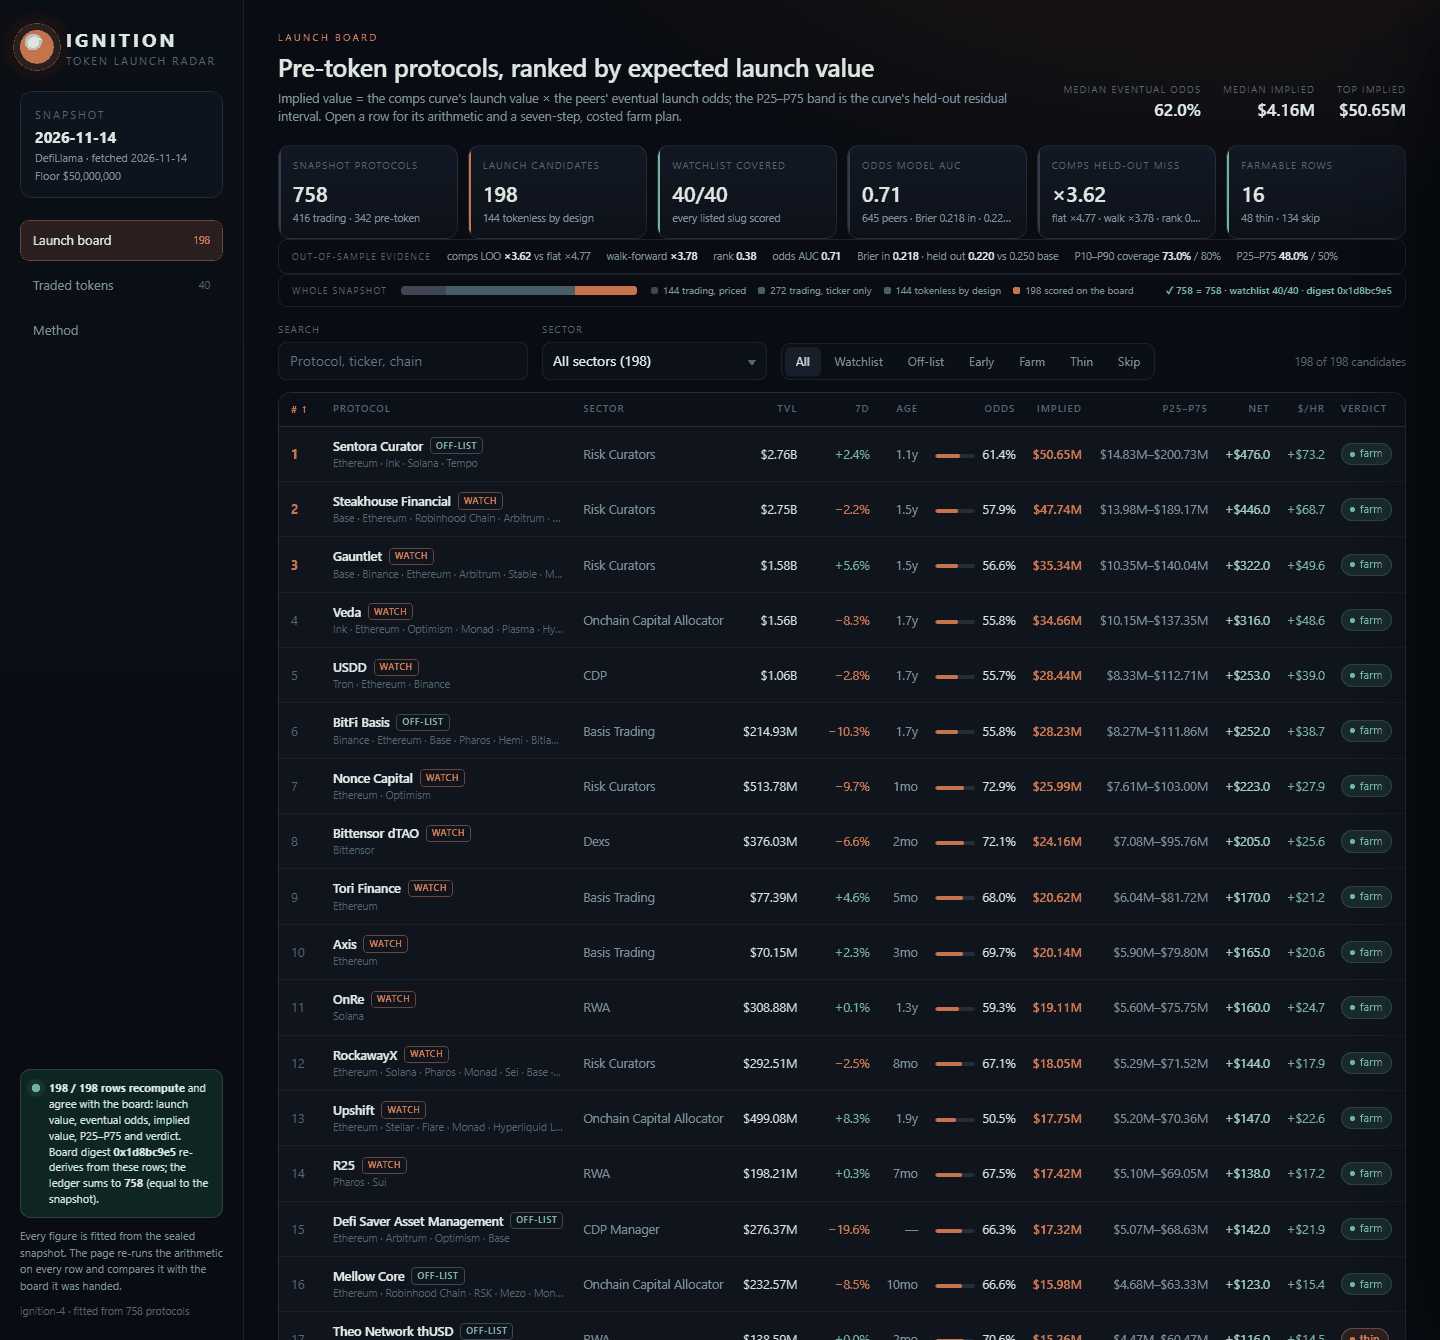 IGNITION
TOKEN LAUNCH RADAR
SNAPSHOT
2026-11-14
DefiLlama · fetched 2026-11-14
Floor $50,000,000
Launch board 198
Traded tokens 40
Method
198 / 198 rows recompute and
agree with the board: launch
value, eventual odds, implied
value, P25–P75 and verdict.
Board digest 0x1d8bc9e5 re-
derives from these rows; the
ledger sums to 758 (equal to the
snapshot).
Every figure is fitted from the sealed
snapshot. The page re-runs the arithmetic
on every row and compares it with the
board it was handed.
ignition-4 · fitted from 758 protocols
LAUNCH BOARD
Pre-token protocols, ranked by expected launch value
Implied value = the comps curve's launch value × the peers' eventual launch odds; the P25–P75 band is the curve's held-out residual
interval. Open a row for its arithmetic and a seven-step, costed farm plan.
MEDIAN EVENTUAL ODDS MEDIAN IMPLIED TOP IMPLIED
62.0% $4.16M $50.65M
SNAPSHOT PROTOCOLS
758
416 trading · 342 pre-token
LAUNCH CANDIDATES
198
144 tokenless by design
WATCHLIST COVERED
40/40
every listed slug scored
ODDS MODEL AUC
0.71
645 peers · Brier 0.218 in · 0.22...
COMPS HELD-OUT MISS
×3.62
flat ×4.77 · walk ×3.78 · rank 0....
FARMABLE ROWS
16
48 thin · 134 skip
OUT-OF-SAMPLE EVIDENCE comps LOO ×3.62 vs flat ×4.77 walk-forward ×3.78 rank 0.38 odds AUC 0.71 Brier in 0.218 · held out 0.220 vs 0.250 base P10–P90 coverage 73.0% / 80% P25–P75 48.0% / 50%
WHOLE SNAPSHOT 144 trading, priced 272 trading, ticker only 144 tokenless by design 198 scored on the board ✓ 758 = 758 · watchlist 40/40 · digest 0x1d8bc9e5
SEARCH SECTOR
Protocol, ticker, chain All sectors (198) All Watchlist Off-list Early Farm Thin Skip 198 of 198 candidates
# ↑ PROTOCOL SECTOR TVL 7D AGE ODDS IMPLIED P25–P75 NET $/HR VERDICT
1 Sentora Curator OFF-LIST Risk Curators $2.76B +2.4% 1.1y 61.4% $50.65M $14.83M–$200.73M +$476.0 +$73.2 farm
Ethereum · Ink · Solana · Tempo
2 Steakhouse Financial WATCH Risk Curators $2.75B −2.2% 1.5y 57.9% $47.74M $13.98M–$189.17M +$446.0 +$68.7 farm
Base · Ethereum · Robinhood Chain · Arbitrum · ...
3 Gauntlet WATCH Risk Curators $1.58B +5.6% 1.5y 56.6% $35.34M $10.35M–$140.04M +$322.0 +$49.6 farm
Base · Binance · Ethereum · Arbitrum · Stable · M...
4 Veda WATCH Onchain Capital Allocator $1.56B −8.3% 1.7y 55.8% $34.66M $10.15M–$137.35M +$316.0 +$48.6 farm
Ink · Ethereum · Optimism · Monad · Plasma · Hy...
5 USDD WATCH CDP $1.06B −2.8% 1.7y 55.7% $28.44M $8.33M–$112.71M +$253.0 +$39.0 farm
Tron · Ethereum · Binance
6 BitFi Basis OFF-LIST Basis Trading $214.93M −10.3% 1.7y 55.8% $28.23M $8.27M–$111.86M +$252.0 +$38.7 farm
Binance · Ethereum · Base · Pharos · Hemi · Bitla...
7 Nonce Capital WATCH Risk Curators $513.78M −9.7% 1mo 72.9% $25.99M $7.61M–$103.00M +$223.0 +$27.9 farm
Ethereum · Optimism
8 Bittensor dTAO WATCH Dexs $376.03M −6.6% 2mo 72.1% $24.16M $7.08M–$95.76M +$205.0 +$25.6 farm
Bittensor
9 Tori Finance WATCH Basis Trading $77.39M +4.6% 5mo 68.0% $20.62M $6.04M–$81.72M +$170.0 +$21.2 farm
Ethereum
10 Axis WATCH Basis Trading $70.15M +2.3% 3mo 69.7% $20.14M $5.90M–$79.80M +$165.0 +$20.6 farm
Ethereum
11 OnRe WATCH RWA $308.88M +0.1% 1.3y 59.3% $19.11M $5.60M–$75.75M +$160.0 +$24.7 farm
Solana
12 RockawayX WATCH Risk Curators $292.51M −2.5% 8mo 67.1% $18.05M $5.29M–$71.52M +$144.0 +$17.9 farm
Ethereum · Solana · Pharos · Monad · Sei · Base ·...
13 Upshift WATCH Onchain Capital Allocator $499.08M +8.3% 1.9y 50.5% $17.75M $5.20M–$70.36M +$147.0 +$22.6 farm
Ethereum · Stellar · Flare · Monad · Hyperliquid L...
14 R25 WATCH RWA $198.21M +0.3% 7mo 67.5% $17.42M $5.10M–$69.05M +$138.0 +$17.2 farm
Pharos · Sui
15 Defi Saver Asset Management OFF-LIST CDP Manager $276.37M −19.6% — 66.3% $17.32M $5.07M–$68.63M +$142.0 +$21.9 farm
Ethereum · Arbitrum · Optimism · Base
16 Mellow Core OFF-LIST Onchain Capital Allocator $232.57M −8.5% 10mo 66.6% $15.98M $4.68M–$63.33M +$123.0 +$15.4 farm
Ethereum · Robinhood Chain · RSK · Mezo · Mon...
17 Theo Network thUSD OFF-LIST RWA $138.59M +0.0% 2mo 70.6% $15.26M $4.47M–$60.47M +$116.0 +$14.5 thin